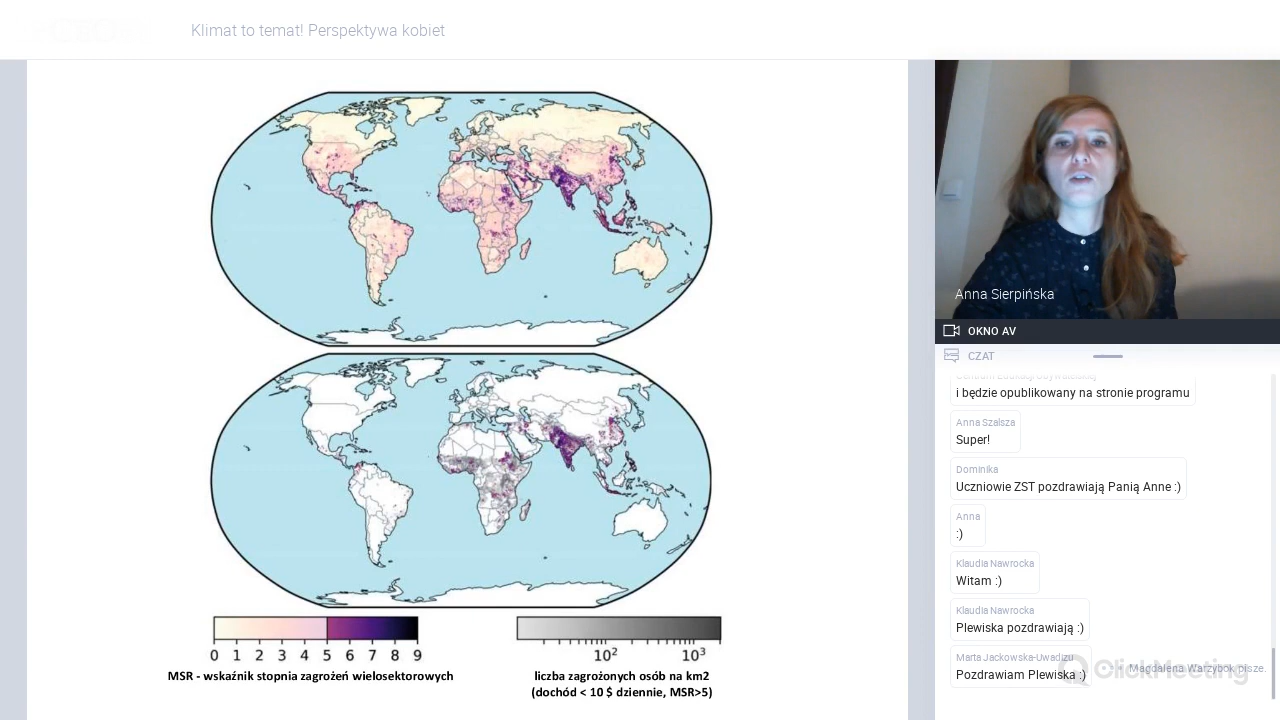 Klimat to temat! Perspektywa kobiet
0 1 2 3 4 5 6 7 8 9
MSR - wskaźnik stopnia zagrożeń wielosektorowych
10² 10³
liczba zagrożonych osób na km2
(dochód < 10 $ dziennie, MSR>5)
Anna Sierpińska
OKNO AV
CZAT
i będzie opublikowany na stronie programu
Anna Szalsza
Super!
Dominika
Uczniowie ZST pozdrawiają Panią Anne :)
Anna
:)
Klaudia Nawrocka
Witam :)
Klaudia Nawrocka
Plewiska pozdrawiają :)
Marta Jackowska-Uwadizu
Pozdrawiam Plewiska :)
Magdalena Warzybok pisze.
ClickMeeting